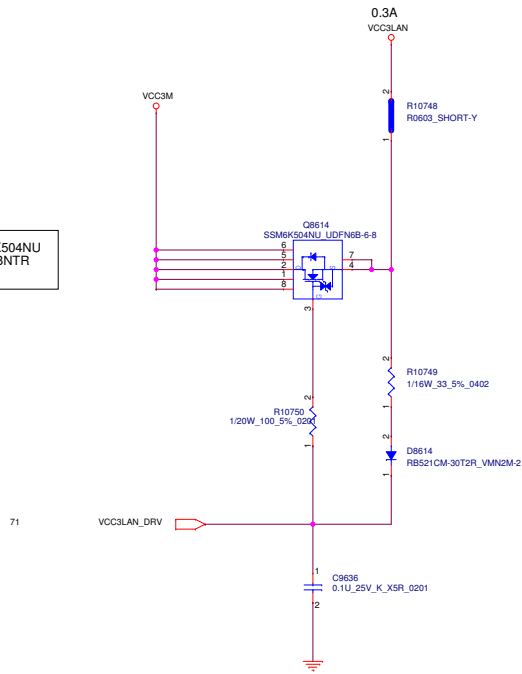 0.3A
VCC3LAN
VCC3M
2
R10748
R0603_SHORT-Y
1
504NU
BNTR
Q8614
SSM6K504NU_UDFN6B-6-8
6
5
2
1
8
7
4
3
2
R10749
1/16W_33_5%_0402
1
2
R10750
1/20W_100_5%_0201
1
2
D8614
RB521CM-30T2R_VMN2M-2
1
71
VCC3LAN_DRV
1
C9636
0.1U_25V_K_X5R_0201
2